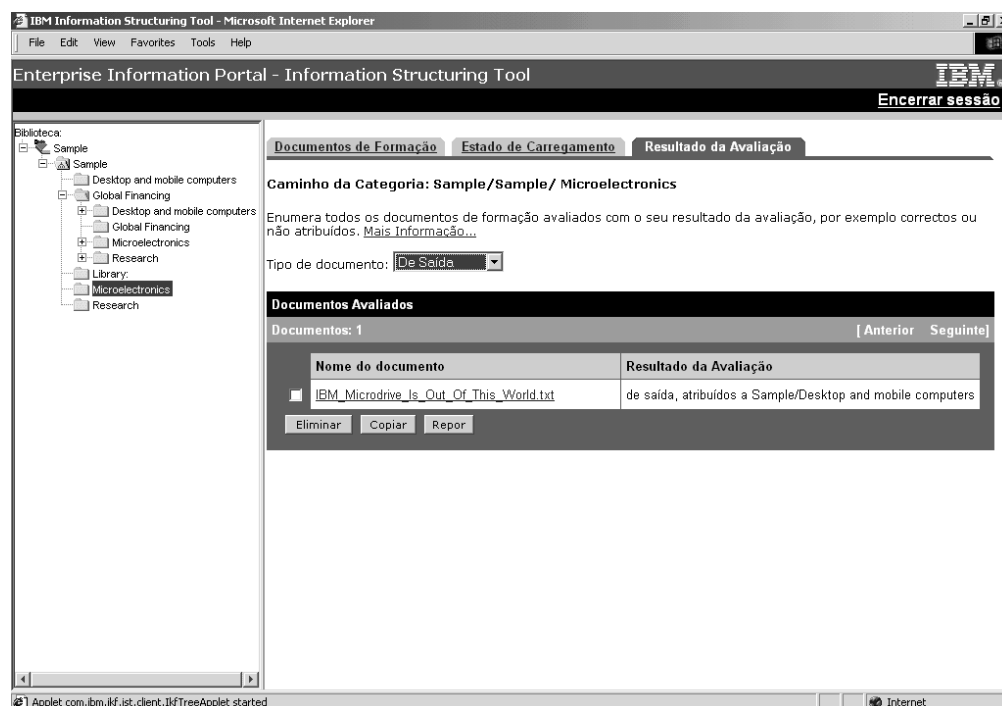 IBM Information Structuring Tool - Microsoft Internet Explorer
File Edit View Favorites Tools Help
Enterprise Information Portal - Information Structuring Tool
IBM
Encerrar sessão
Biblioteca:
Sample
Sample
Desktop and mobile computers
Global Financing
Desktop and mobile computers
Global Financing
Microelectronics
Research
Library:
Microelectronics
Research
Documentos de Formação Estado de Carregamento Resultado da Avaliação
Caminho da Categoria: Sample/Sample/ Microelectronics
Enumera todos os documentos de formação avaliados com o seu resultado da avaliação, por exemplo correctos ou
não atribuídos. Mais Informação...
Tipo de documento: De Saída
Documentos Avaliados
Documentos: 1 [ Anterior Seguinte]
Nome do documento Resultado da Avaliação
IBM_Microdrive_Is_Out_Of_This_World.txt de saída, atribuídos a Sample/Desktop and mobile computers
Eliminar Copiar Repor
Applet com.ibm.ikf.ist.client.IkfTreeApplet started Internet